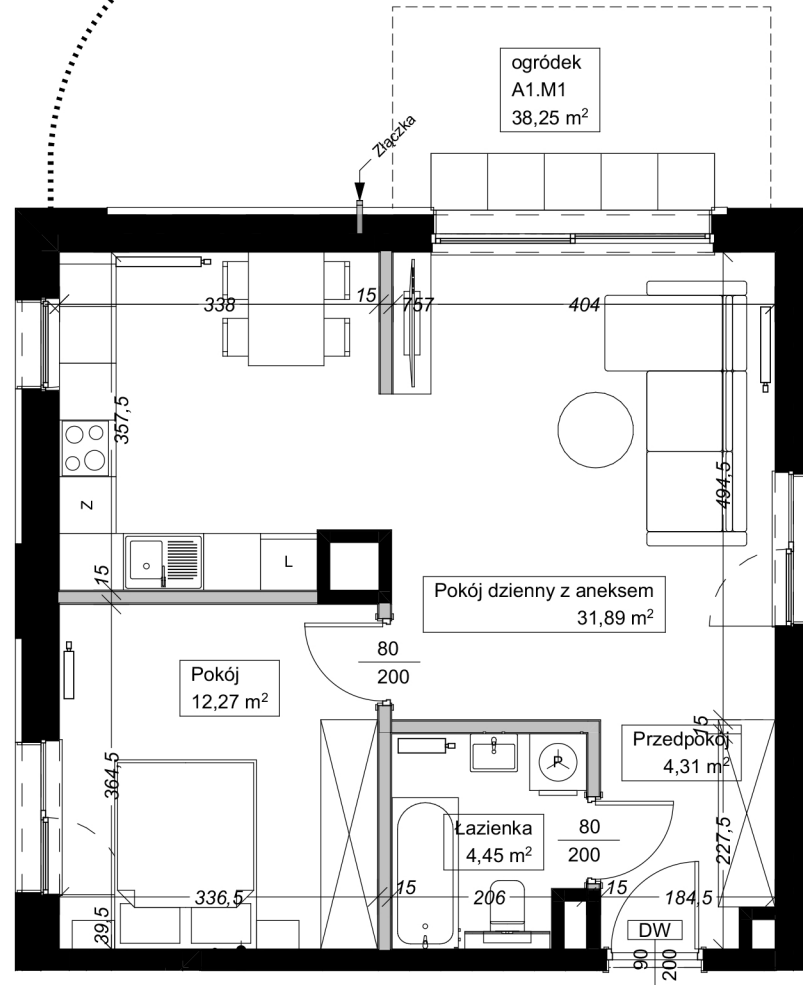 ogródek
A1.M1
38,25 m²
Złączka
338
15
757
404
357,5
494,5
Z
L
15
Pokój dzienny z aneksem
31,89 m²
80
200
Pokój
12,27 m²
15
Przedpokój
4,31 m²
P
364,5
Łazienka
4,45 m²
80
200
227,5
336,5
15
206
15
184,5
39,5
DW
90
200